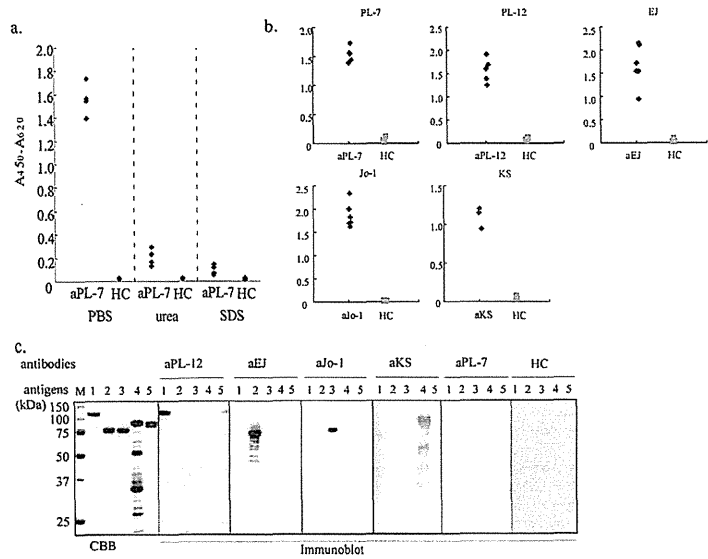 a.
2.0
1.8
1.6
1.4
1.2
1.0
0.8
0.6
0.4
0.2
0
A450-A620
aPL-7 HC aPL-7 HC aPL-7 HC
PBS urea SDS
b.
PL-7
2.0
1.5
1.0
0.5
0
aPL-7 HC
PL-12
2.5
2.0
1.5
1.0
0.5
0
aPL-12 HC
EJ
2.5
2.0
1.5
1.0
0.5
0
aEJ HC
Jo-1
2.5
2.0
1.5
1.0
0.5
0
aJo-1 HC
KS
1.5
1.0
0.5
0
aKS HC
c.
antibodies aPL-12 aEJ aJo-1 aKS aPL-7 HC
antigens M 1 2 3 4 5 1 2 3 4 5 1 2 3 4 5 1 2 3 4 5 1 2 3 4 5 1 2 3 4 5 1 2 3 4 5
(kDa)
150
100
75
50
37
25
CBB Immunoblot